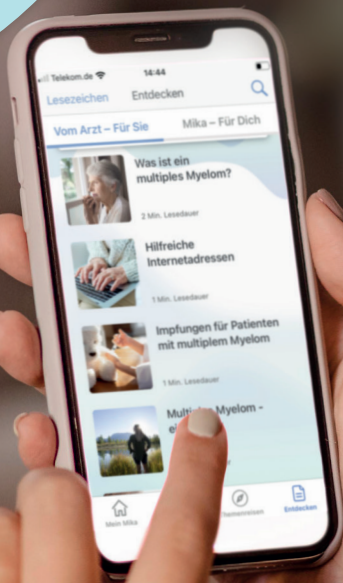 Telekom.de
14:44
Lesezeichen
Entdecken
Vom Arzt – Für Sie
Mika – Für Dich
Was ist ein
multiples Myelom?
2 Min. Lesedauer
Hilfreiche
Internetadressen
1 Min. Lesedauer
Impfungen für Patienten
mit multiplem Myelom
1 Min. Lesedauer
Myelom -
Mein Mika
Entdecken